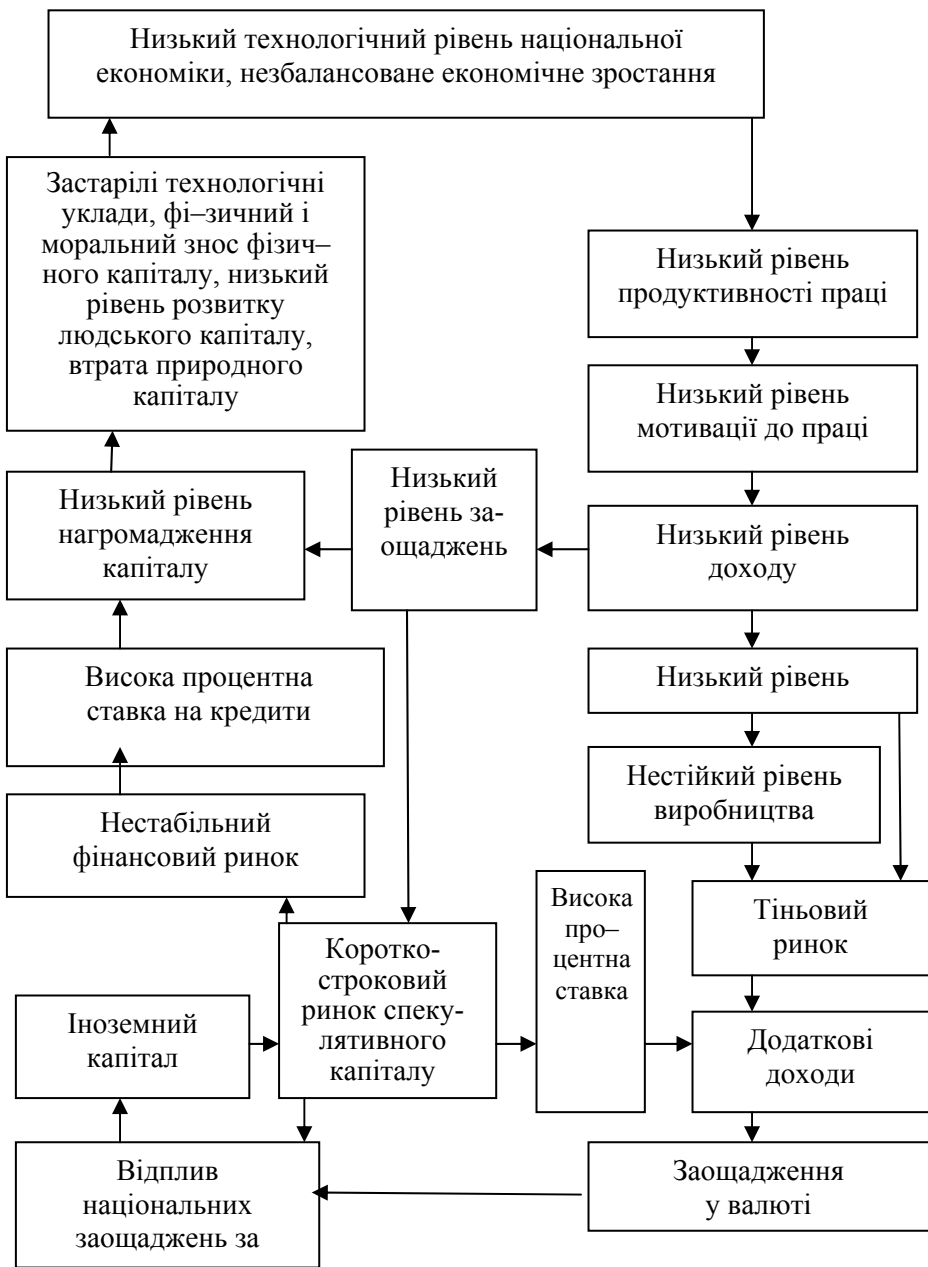 Низький технологічний рівень національної
економіки, незбалансоване економічне зростання
Застарілі технологічні
уклади, фі–зичний і
моральний знос фізич–
ного капіталу, низький
рівень розвитку
людського капіталу,
втрата природного
капіталу
Низький рівень
продуктивності праці
Низький рівень
мотивації до праці
Низький рівень
нагромадження
капіталу
Низький
рівень за-
ощаджень
Низький рівень
доходу
Висока процентна
ставка на кредити
Низький рівень
Нестійкий рівень
виробництва
Нестабільний
фінансовий ринок
Висока
про–
центна
ставка
Тіньовий
ринок
Коротко-
строковий
ринок спеку-
лятивного
капіталу
Іноземний
капітал
Додаткові
доходи
Відплив
національних
заощаджень за
Заощадження
у валюті